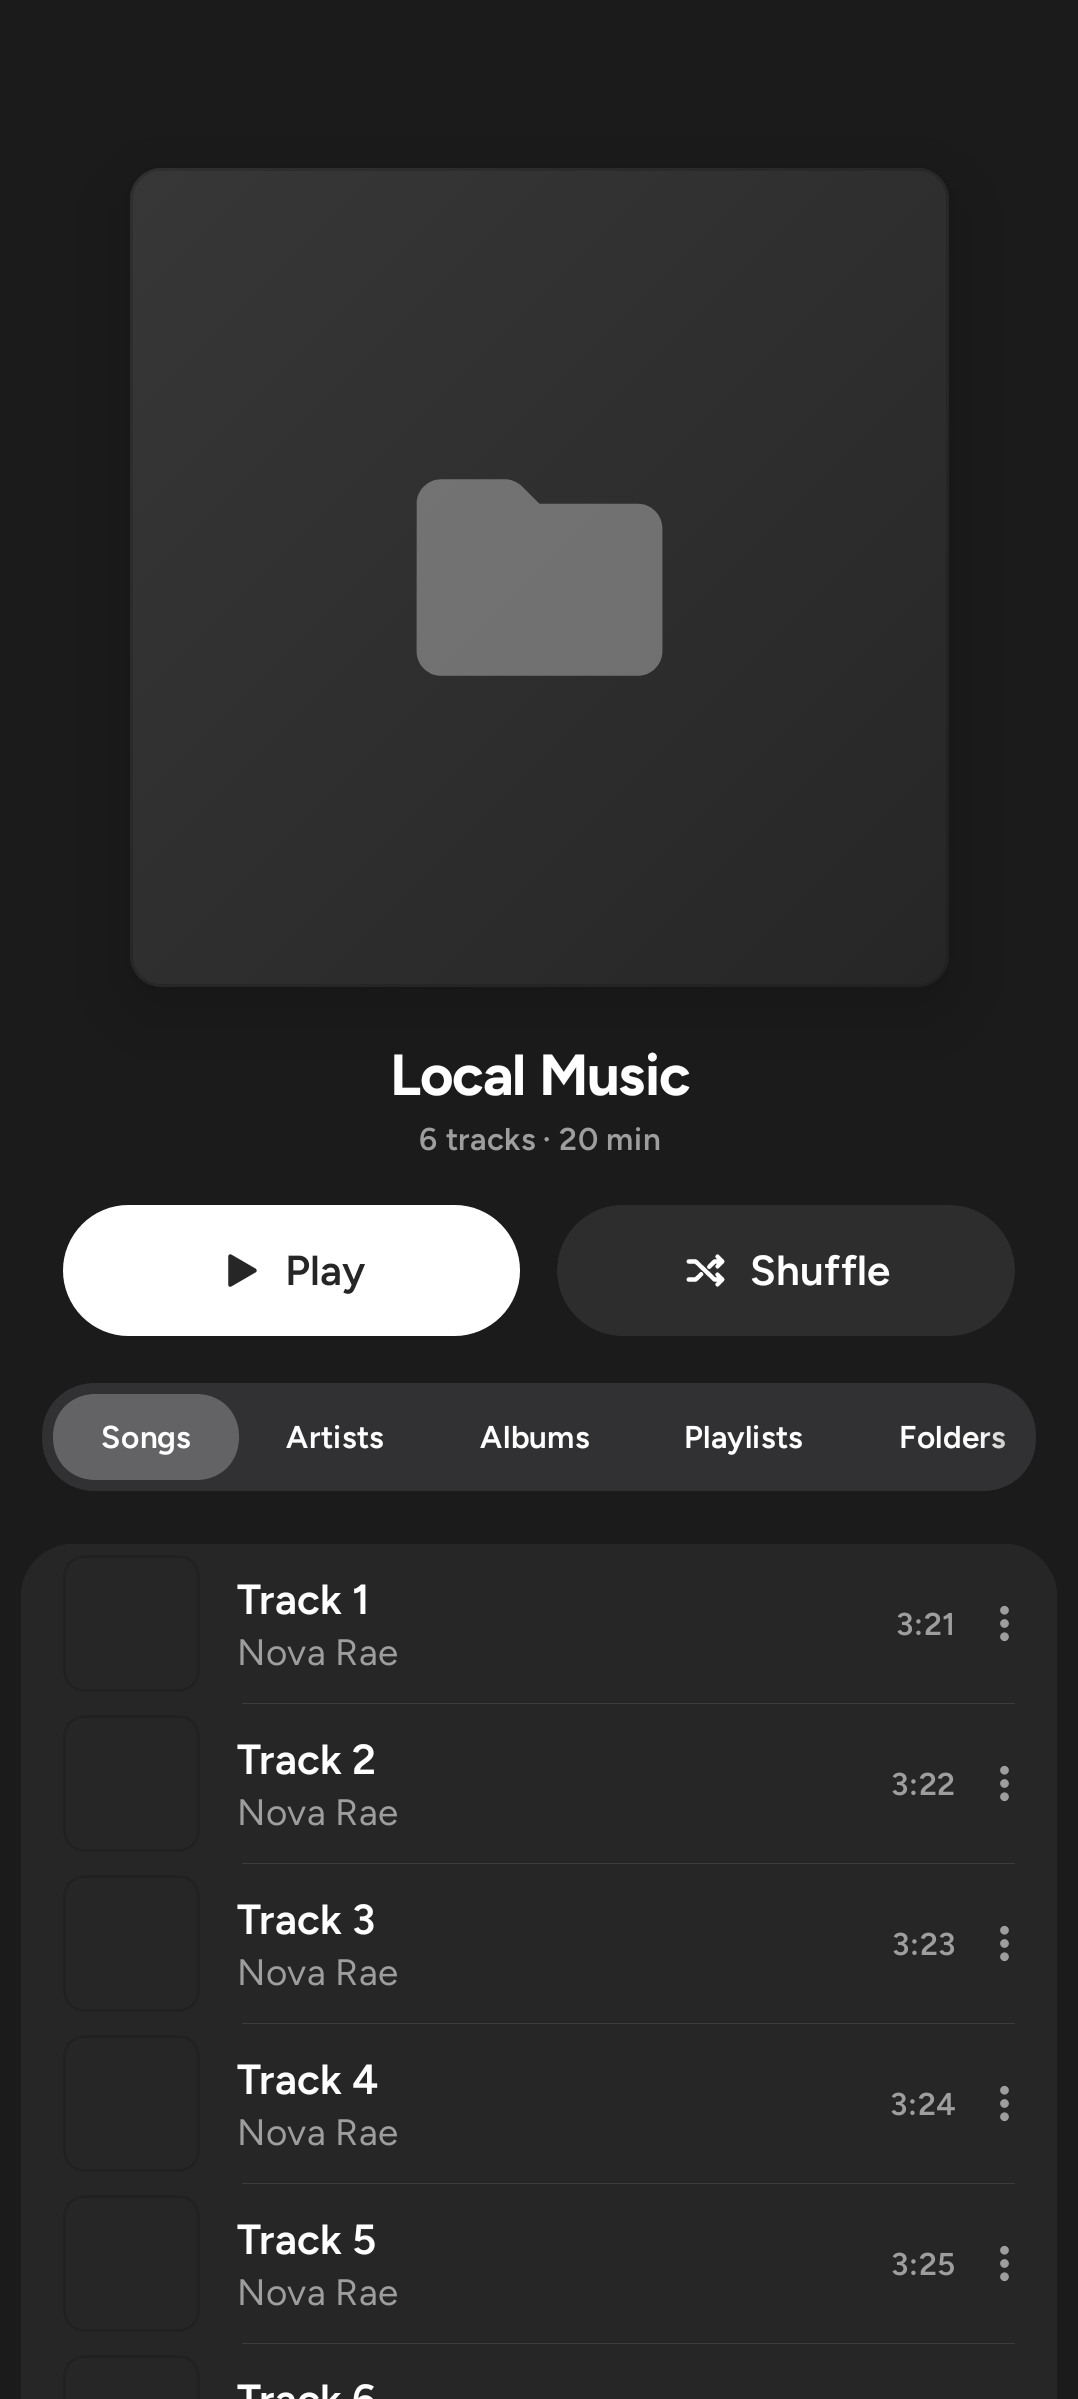 Local Music
6 tracks · 20 min
Play
Shuffle
Songs Artists Albums Playlists Folders
Track 1
Nova Rae
3:21
Track 2
Nova Rae
3:22
Track 3
Nova Rae
3:23
Track 4
Nova Rae
3:24
Track 5
Nova Rae
3:25
Track 6